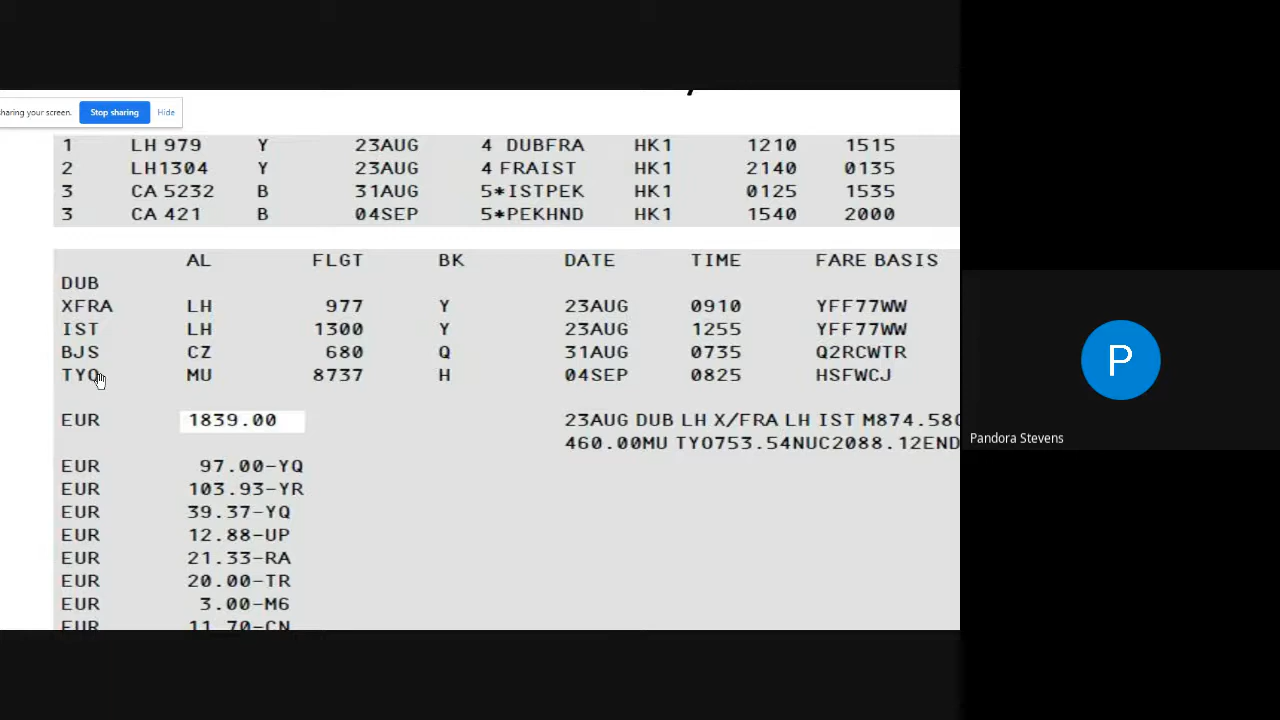 haring your screen. Stop sharing Hide
1 LH 979 Y 23AUG 4 DUBFRA HK1 1210 1515
2 LH1304 Y 23AUG 4 FRAIST HK1 2140 0135
3 CA 5232 B 31AUG 5*ISTPEK HK1 0125 1535
3 CA 421 B 04SEP 5*PEKHND HK1 1540 2000
AL FLGT BK DATE TIME FARE BASIS
DUB
XFRA LH 977 Y 23AUG 0910 YFF77WW
IST LH 1300 Y 23AUG 1255 YFF77WW
BJS CZ 680 Q 31AUG 0735 Q2RCWTR
TYO MU 8737 H 04SEP 0825 HSFWCJ
EUR 1839.00 23AUG DUB LH X/FRA LH IST M874.58
460.00MU TYO753.54NUC2088.12END
EUR 97.00-YQ
EUR 103.93-YR
EUR 39.37-YQ
EUR 12.88-UP
EUR 21.33-RA
EUR 20.00-TR
EUR 3.00-M6
EUR 11.70-CN
P
Pandora Stevens